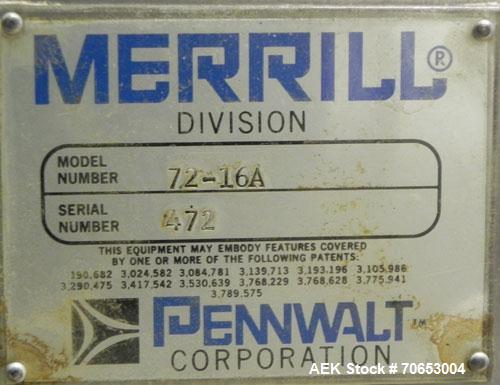 MERRILL®
DIVISION
MODEL NUMBER 72-16A
SERIAL NUMBER 472
THIS EQUIPMENT MAY EMBODY FEATURES COVERED
BY ONE OR MORE OF THE FOLLOWING PATENTS:
190,682 3,024,582 3,084,781 3,139,713 3,193,196 3,105,986
3,290,475 3,417,542 3,530,639 3,768,229 3,768,628 3,775,941
3,789,575
PENNWALT™
CORPORATION
AEK Stock# 70653004